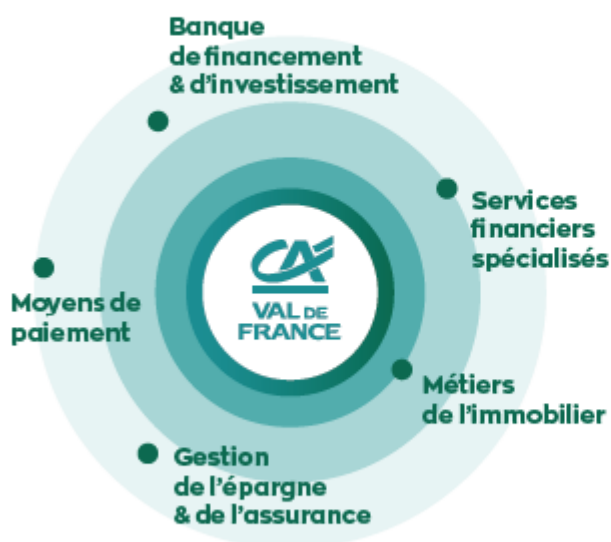 Banque
de financement
& d'investissement
Services
financiers
spécialisés
CA
VAL DE
FRANCE
Moyens de
paiement
Métiers
de l'immobilier
Gestion
de l'épargne
& de l'assurance